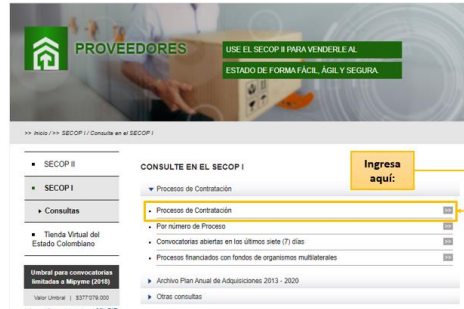 PROVEEDORES
USE EL SECOP II PARA VENDERLE AL
ESTADO DE FORMA FÁCIL, ÁGIL Y SEGURA.
>> Inicio / >> SECOP I / Consulte en el SECOP I
SECOP II
SECOP I
Consultas
Tienda Virtual del
Estado Colombiano
Umbral para convocatorias
limitadas a Mipyme (2018)
Valor Umbral | $377'079.000
CONSULTE EN EL SECOP I
Ingresa
aquí:
Procesos de Contratación
Procesos de Contratación
Por número de Proceso
Convocatorias abiertas en los últimos siete (7) días
Procesos financiados con fondos de organismos multilaterales
Archivo Plan Anual de Adquisiciones 2013 - 2020
Otras consultas